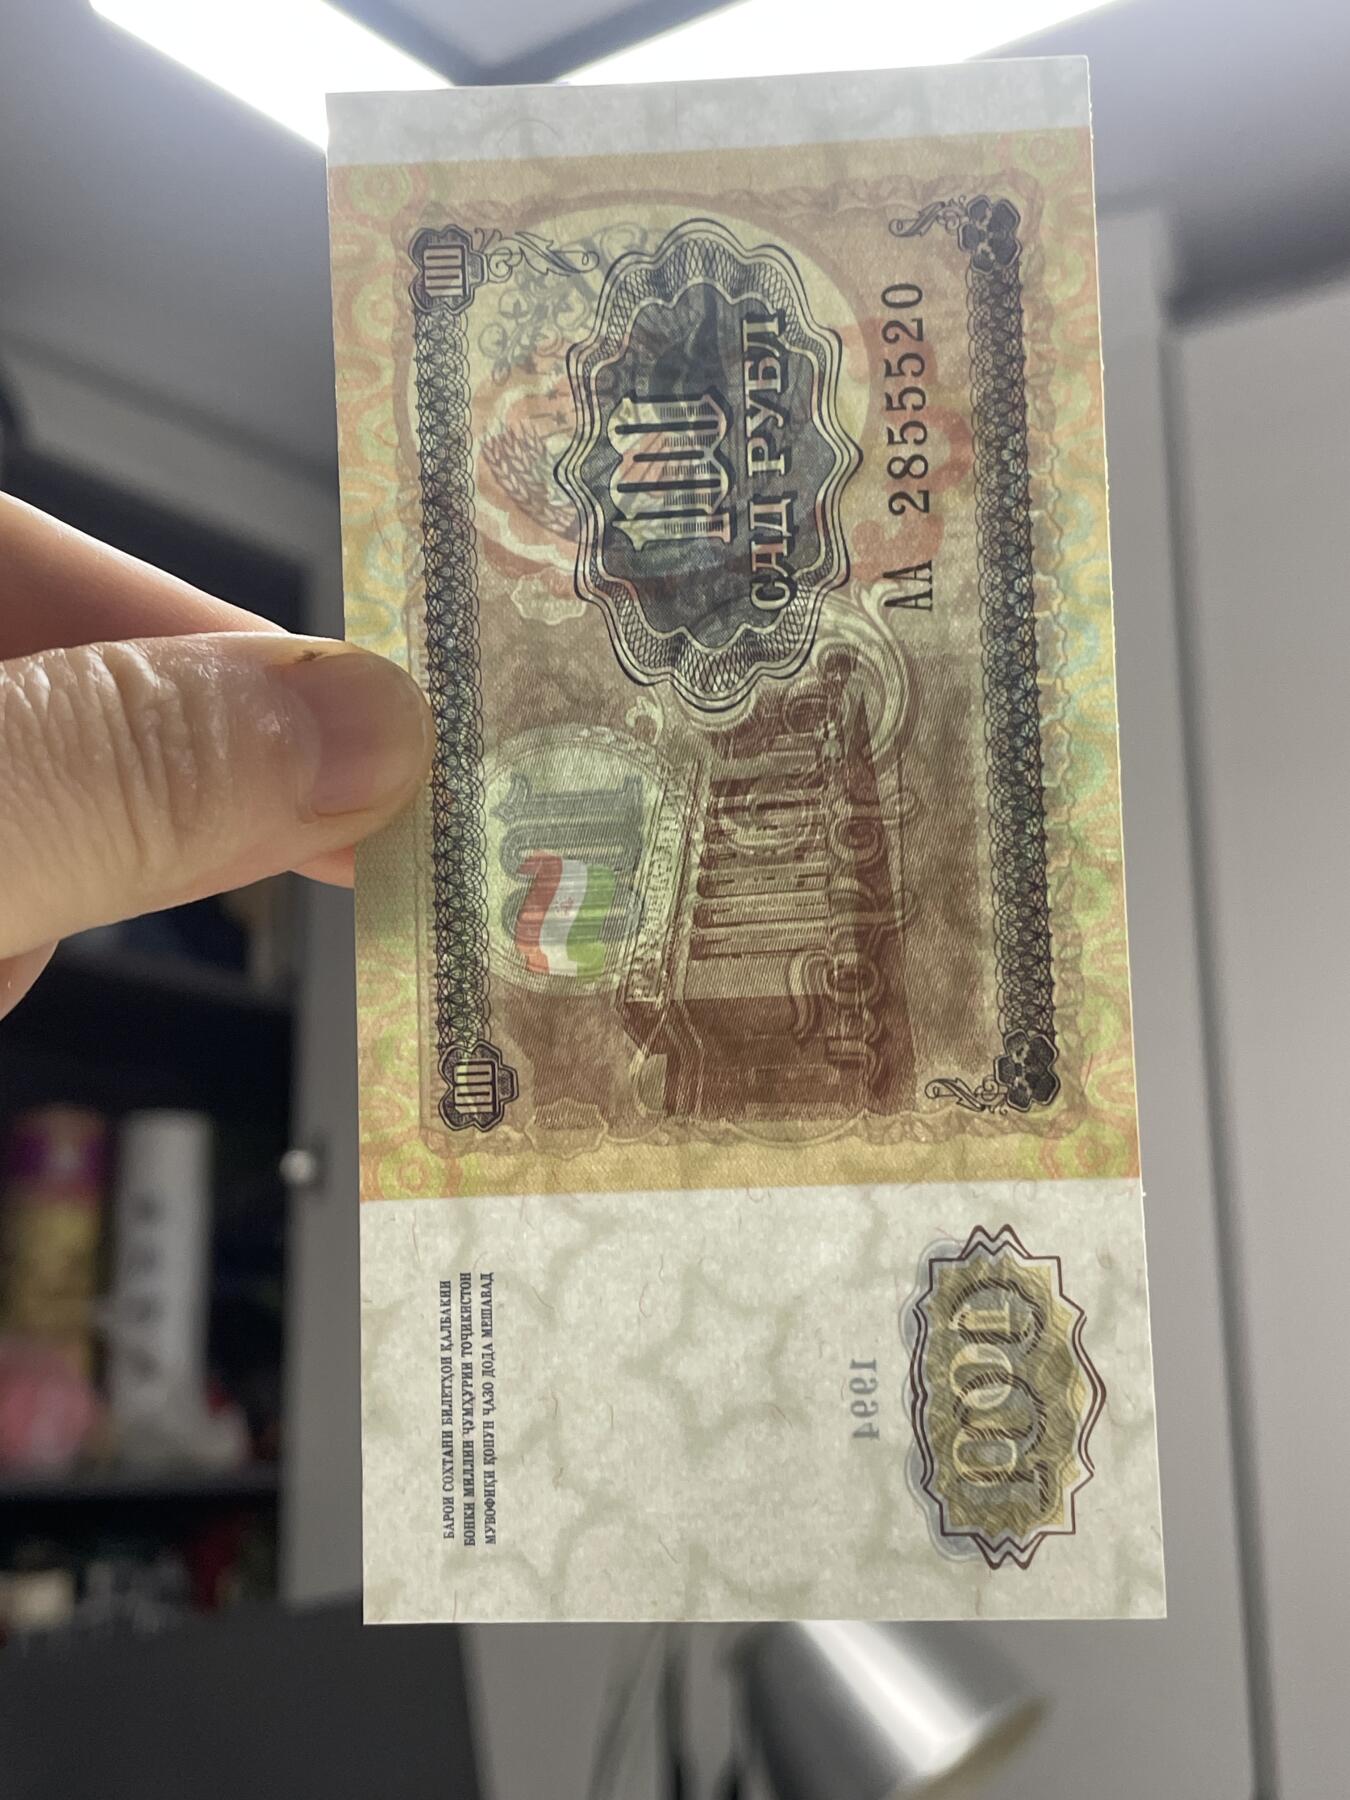 БАРОИ СОХТАНИ БИЛЕТҲОИ ҚАЛБАКИИ
БОНКИ МИЛЛИИ ҶУМҲУРИИ ТОҶИКИСТОН
МУВОФИҚИ ҚОНУН ҶАЗО ДОДА МЕШАВАД
1994
100
100
100
100
САД РУБЛ
АА 2855520